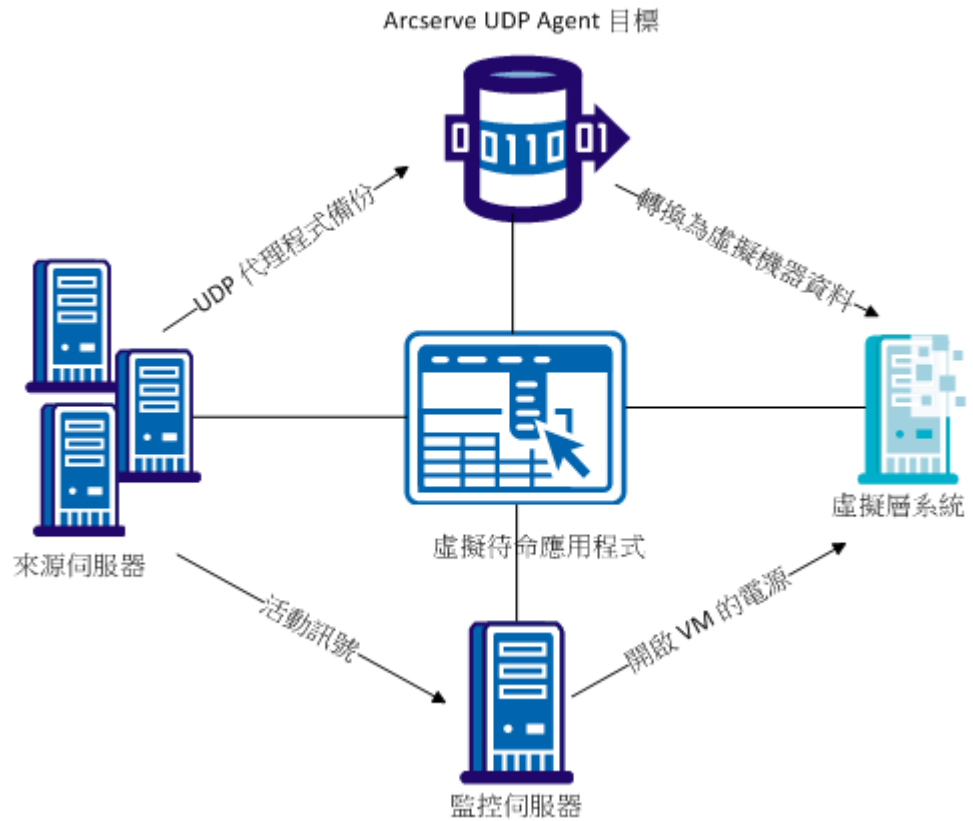 Arcserve UDP Agent 目標
01100 01
UDP 代理程式備份
轉換為虛擬機器資料
虛擬層系統
來源伺服器
虛擬待命應用程式
活動訊號
開啟 VM 的電源
監控伺服器